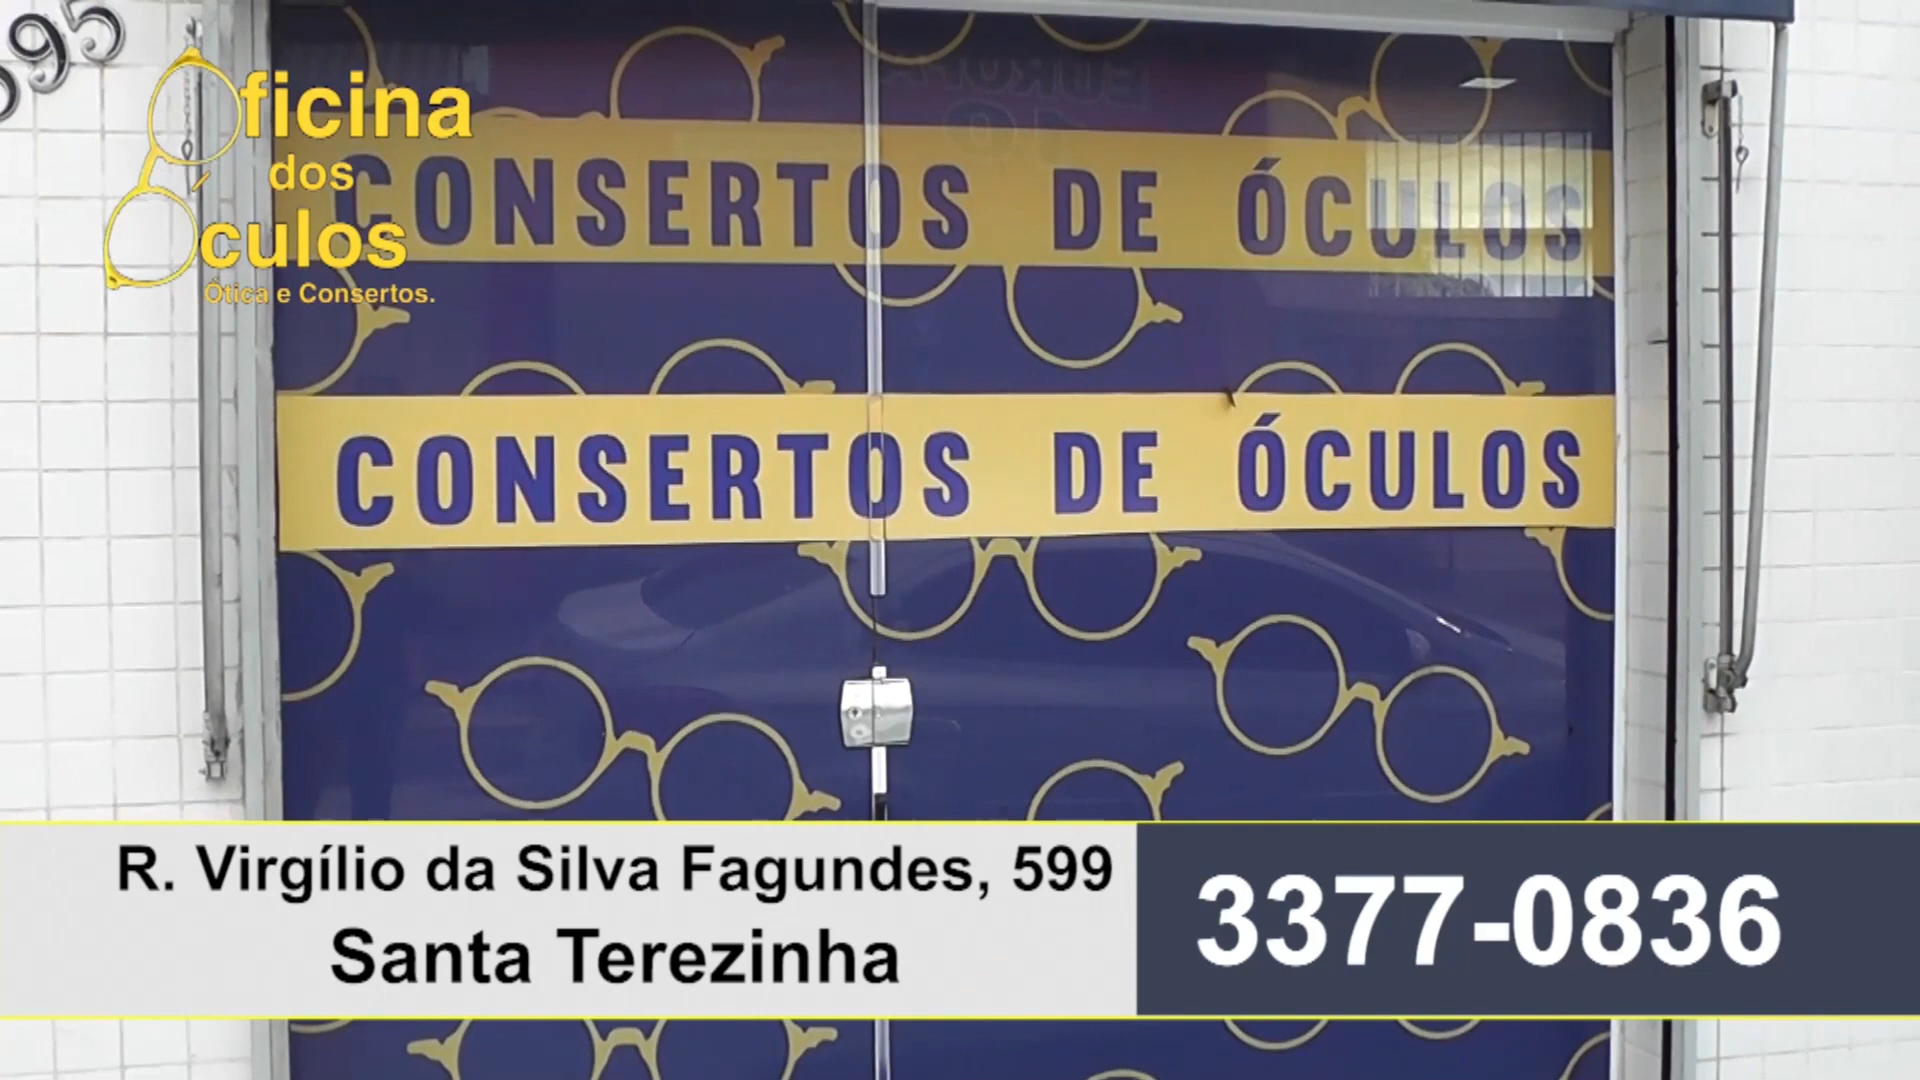 595
Oficina
dos
Óculos
Ótica e Consertos.
CONSERTOS DE ÓCULOS
CONSERTOS DE ÓCULOS
R. Virgílio da Silva Fagundes, 599
Santa Terezinha
3377-0836